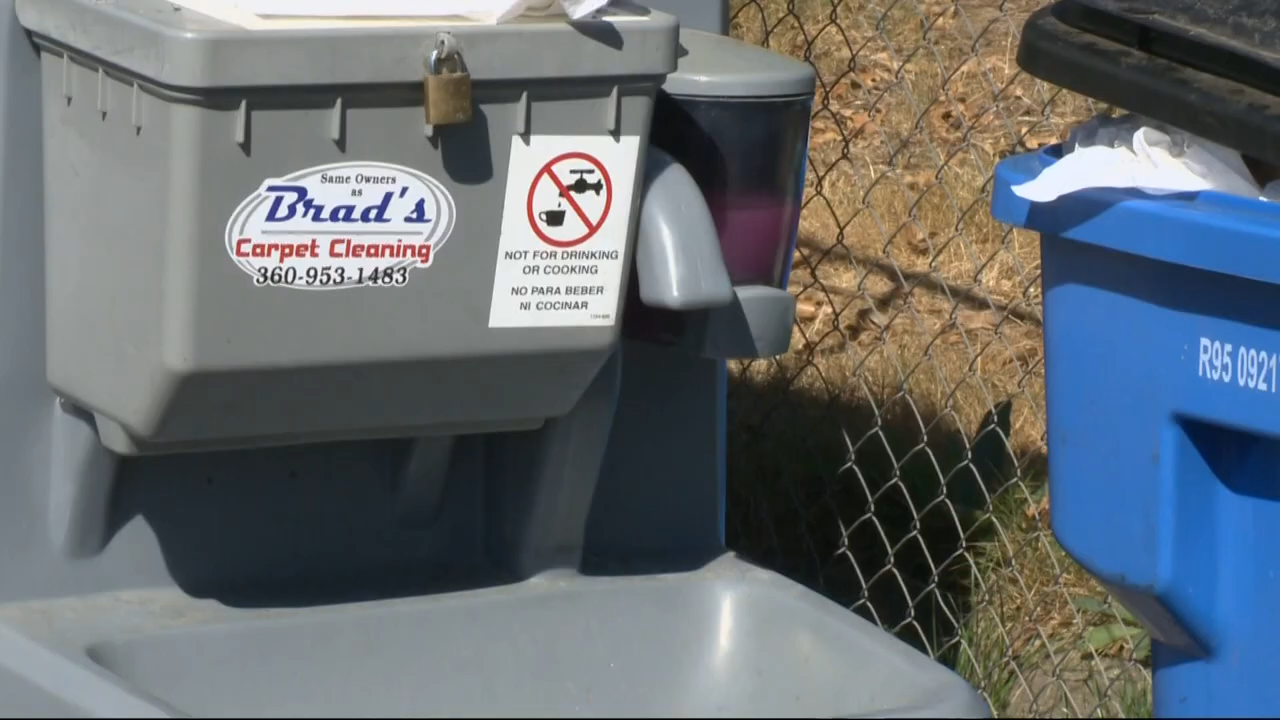 Same Owners
as
Brad's
Carpet Cleaning
360-953-1483
NOT FOR DRINKING
OR COOKING
NO PARA BEBER
NI COCINAR
R95 0921